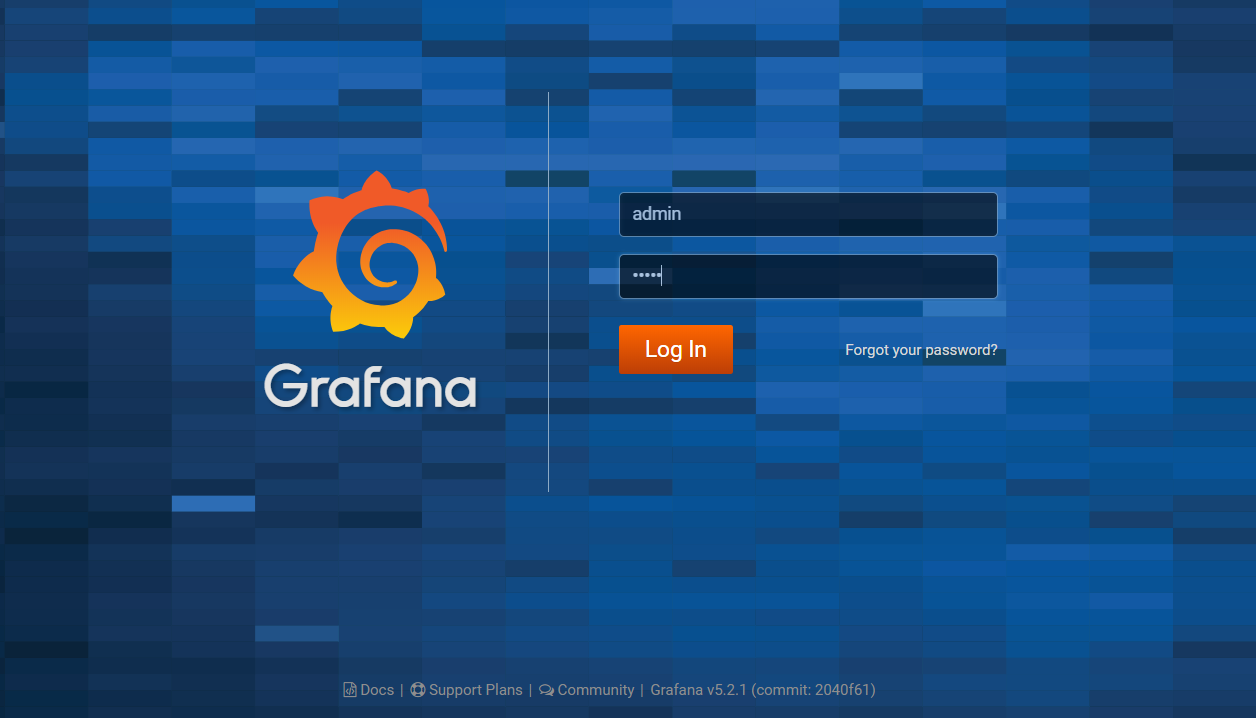 Grafana
admin
•••••
Log In
Forgot your password?
Docs | Support Plans | Community | Grafana v5.2.1 (commit: 2040f61)